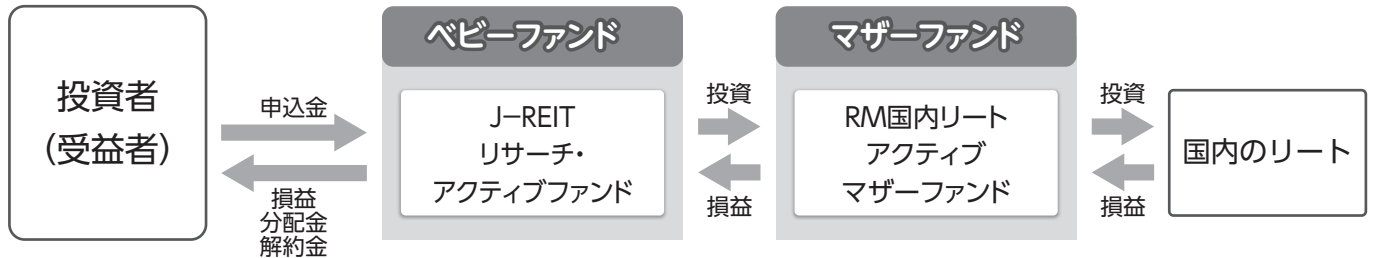 投資者
（受益者）
申込金
損益
分配金
解約金
ベビーファンド
J−REIT
リサーチ・
アクティブファンド
投資
損益
マザーファンド
RM国内リート
アクティブ
マザーファンド
投資
損益
国内のリート